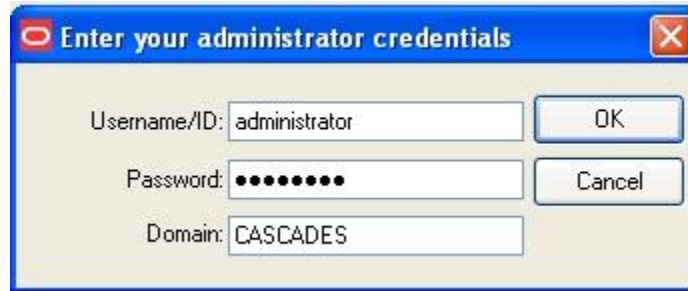 Enter your administrator credentials
Username/ID: administrator
OK
Password: ●●●●●●●●
Cancel
Domain: CASCADES